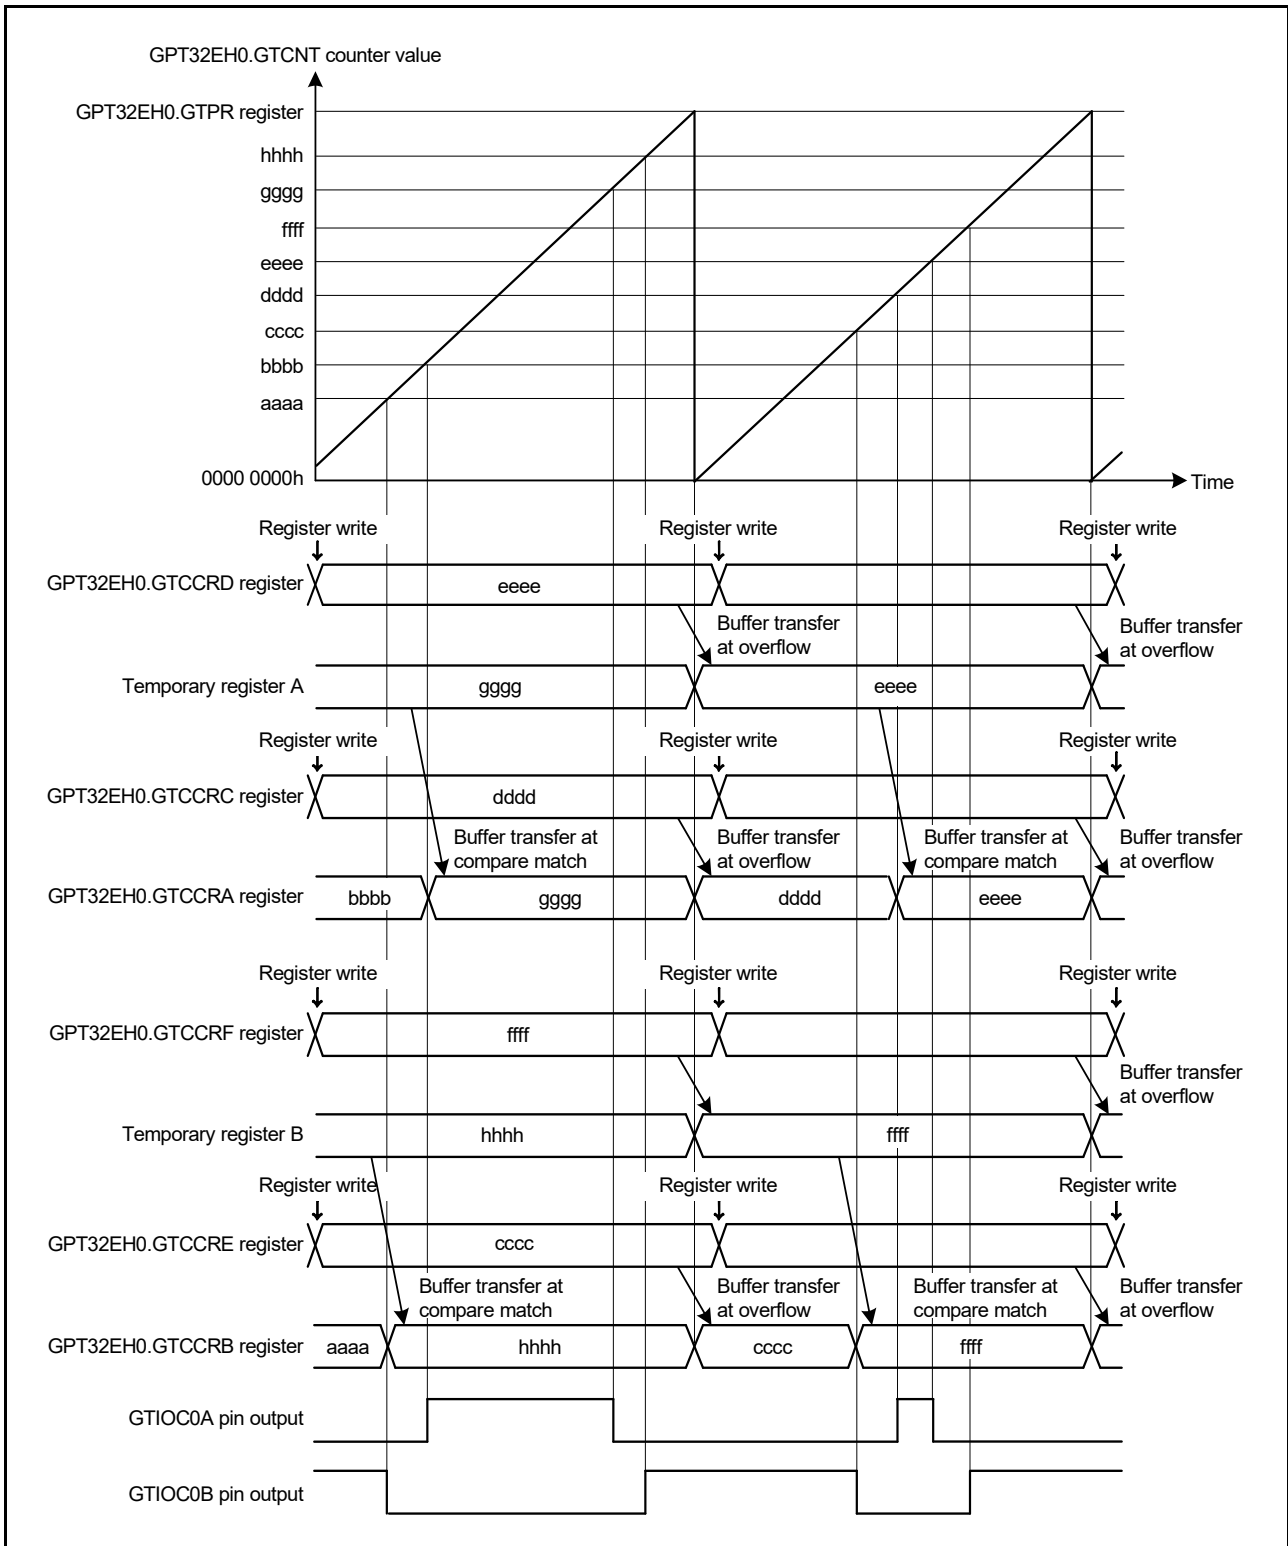 GPT32EH0.GTCNT counter value
GPT32EH0.GTPR register
hhhh
gggg
ffff
eeee
dddd
cccc
bbbb
aaaa
0000 0000h
Time
Register write Register write Register write
GPT32EH0.GTCCRD register eeee
Buffer transfer
at overflow
Buffer transfer
at overflow
Temporary register A gggg eeee
Register write Register write Register write
GPT32EH0.GTCCRC register dddd
Buffer transfer at
compare match
Buffer transfer
at overflow
Buffer transfer at
compare match
Buffer transfer
at overflow
GPT32EH0.GTCCRA register bbbb gggg dddd eeee
Register write Register write Register write
GPT32EH0.GTCCRF register ffff
Buffer transfer
at overflow
Temporary register B hhhh ffff
Register write Register write Register write
GPT32EH0.GTCCRE register cccc
Buffer transfer at
compare match
Buffer transfer
at overflow
Buffer transfer at
compare match
Buffer transfer
at overflow
GPT32EH0.GTCCRB register aaaa hhhh cccc ffff
GTIOC0A pin output
GTIOC0B pin output